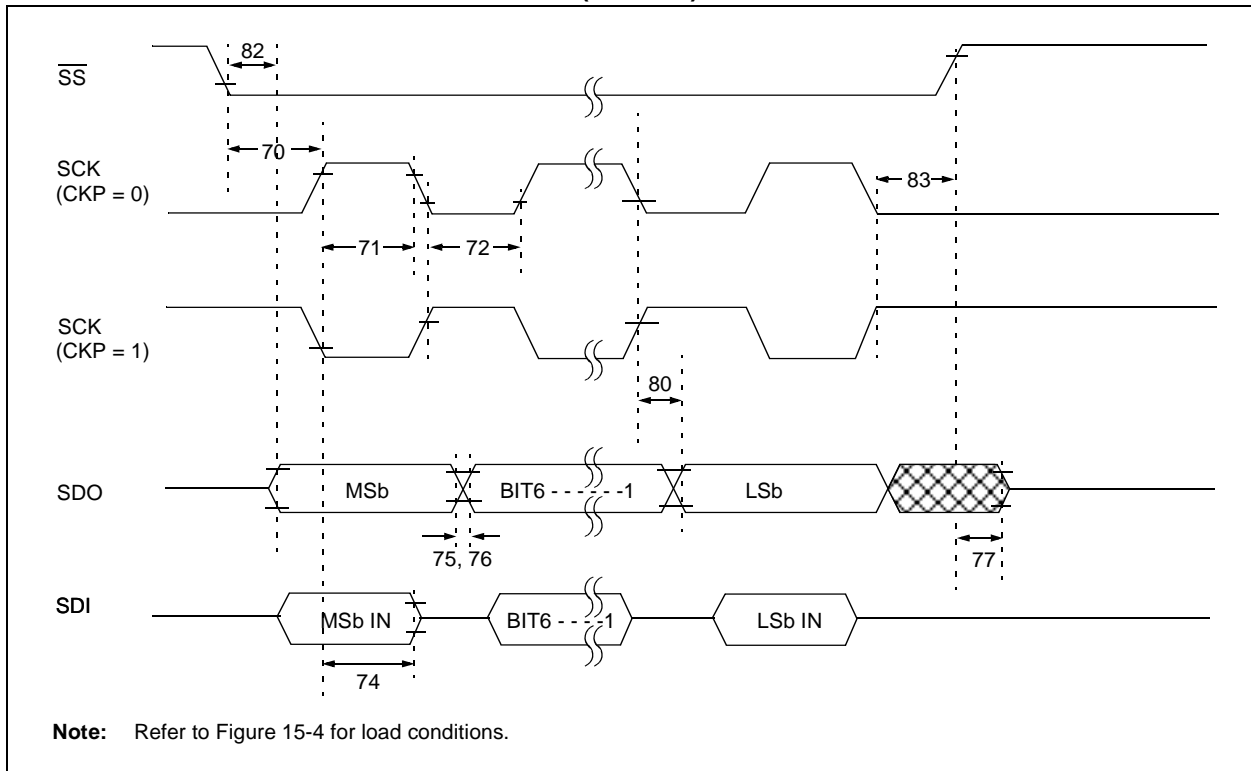 82
SS
70
SCK
(CKP = 0)
83
71
72
SCK
(CKP = 1)
80
SDO
MSb
BIT6 - - - - - -1
LSb
75, 76
77
SDI
MSb IN
BIT6 - - - -1
LSb IN
74
Note: Refer to Figure 15-4 for load conditions.